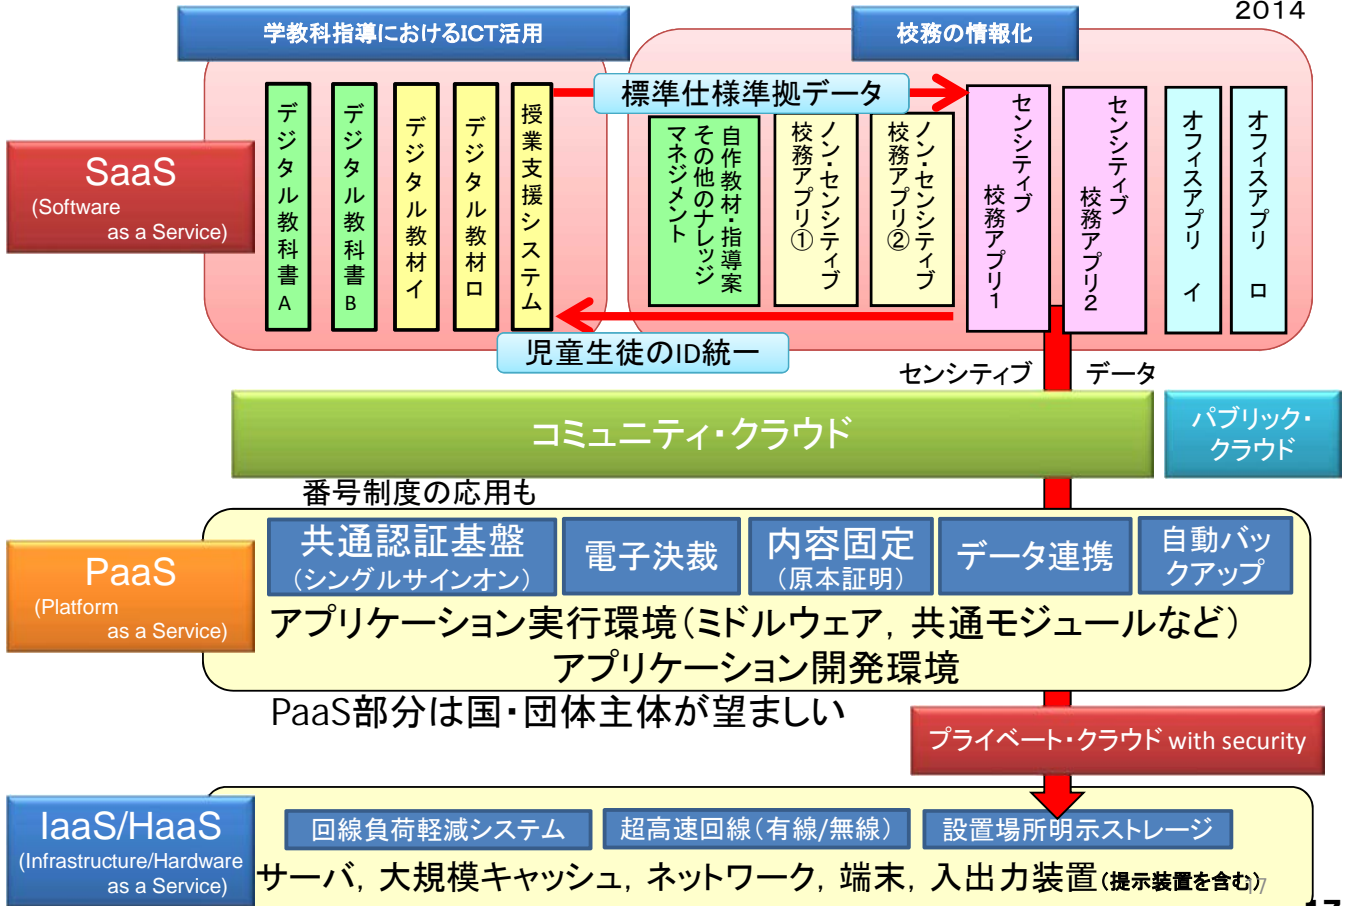 2014
学教科指導におけるICT活用
校務の情報化
標準仕様準拠データ
デジタル教科書A
デジタル教科書B
デジタル教材イ
デジタル教材ロ
授業支援システム
自作教材・指導案
その他のナレッジ
マネジメント
ノン・センシティブ
校務アプリ①
ノン・センシティブ
校務アプリ②
センシティブ
校務アプリ1
センシティブ
校務アプリ2
オフィスアプリ イ
オフィスアプリ ロ
SaaS
(Software
as a Service)
児童生徒のID統一
センシティブ データ
コミュニティ・クラウド
パブリック・
クラウド
番号制度の応用も
共通認証基盤
(シングルサインオン)
電子決裁
内容固定
(原本証明)
データ連携
自動バッ
クアップ
PaaS
(Platform
as a Service)
アプリケーション実行環境(ミドルウェア, 共通モジュールなど)
アプリケーション開発環境
PaaS部分は国・団体主体が望ましい
プライベート・クラウド with security
IaaS/HaaS
(Infrastructure/Hardware
as a Service)
回線負荷軽減システム
超高速回線(有線/無線)
設置場所明示ストレージ
サーバ, 大規模キャッシュ, ネットワーク, 端末, 入出力装置(提示装置を含む)
17
17